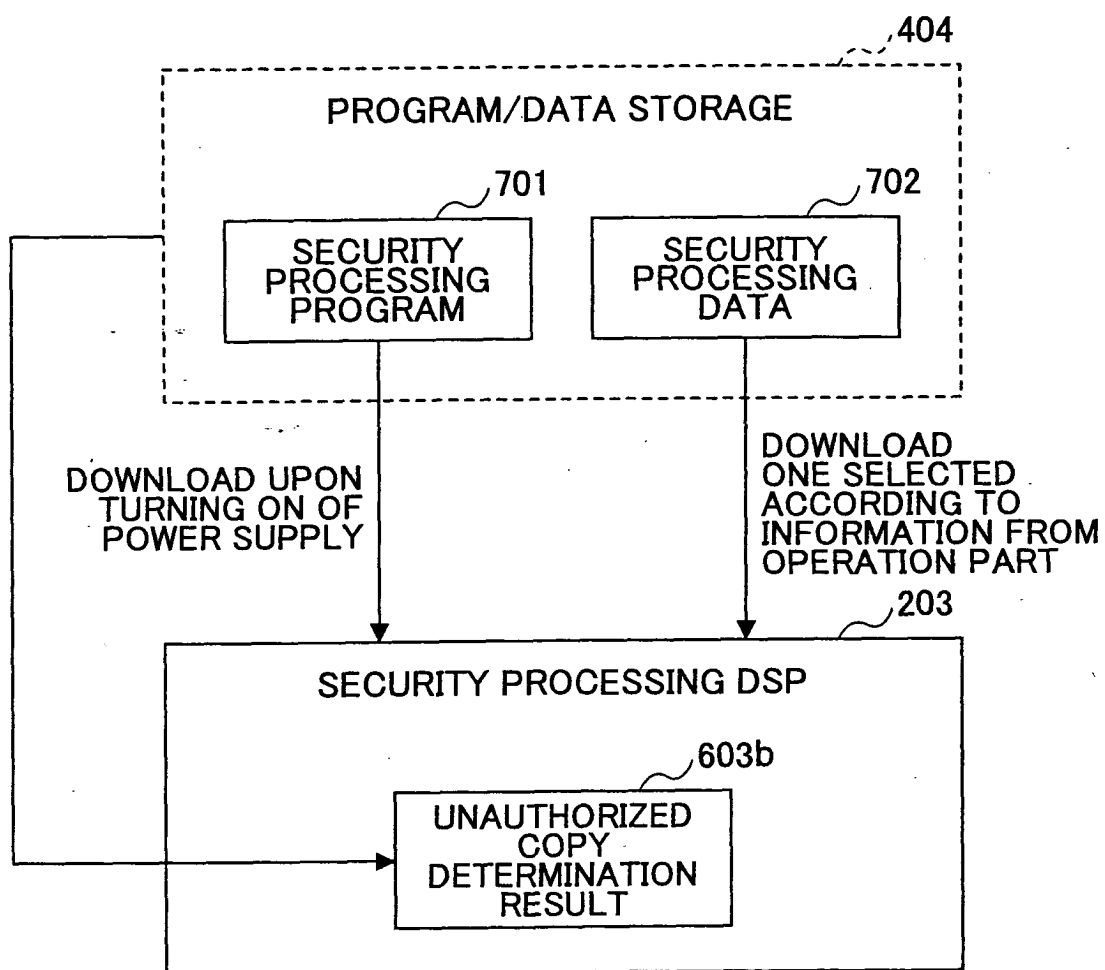 404
PROGRAM/DATA STORAGE
701
702
SECURITY
PROCESSING
PROGRAM
SECURITY
PROCESSING
DATA
DOWNLOAD UPON
TURNING ON OF
POWER SUPPLY
DOWNLOAD
ONE SELECTED
ACCORDING TO
INFORMATION FROM
OPERATION PART
203
SECURITY PROCESSING DSP
603b
UNAUTHORIZED
COPY
DETERMINATION
RESULT